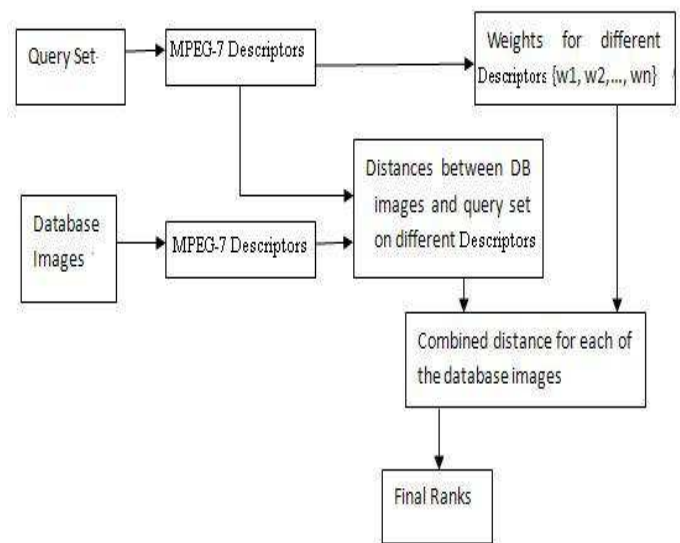 Query Set
MPEG-7 Descriptors
Weights for different
Descriptors {w1, w2,..., wn}
Distances between DB
images and query set
on different Descriptors
Database
Images
MPEG-7 Descriptors
Combined distance for each of
the database images
Final Ranks